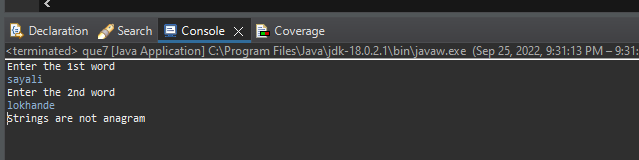 Declaration Search Console Coverage
<terminated> que7 [Java Application] C:\Program Files\Java\jdk-18.0.2.1\bin\javaw.exe (Sep 25, 2022, 9:31:13 PM – 9:31:
Enter the 1st word
sayali
Enter the 2nd word
lokhande
Strings are not anagram